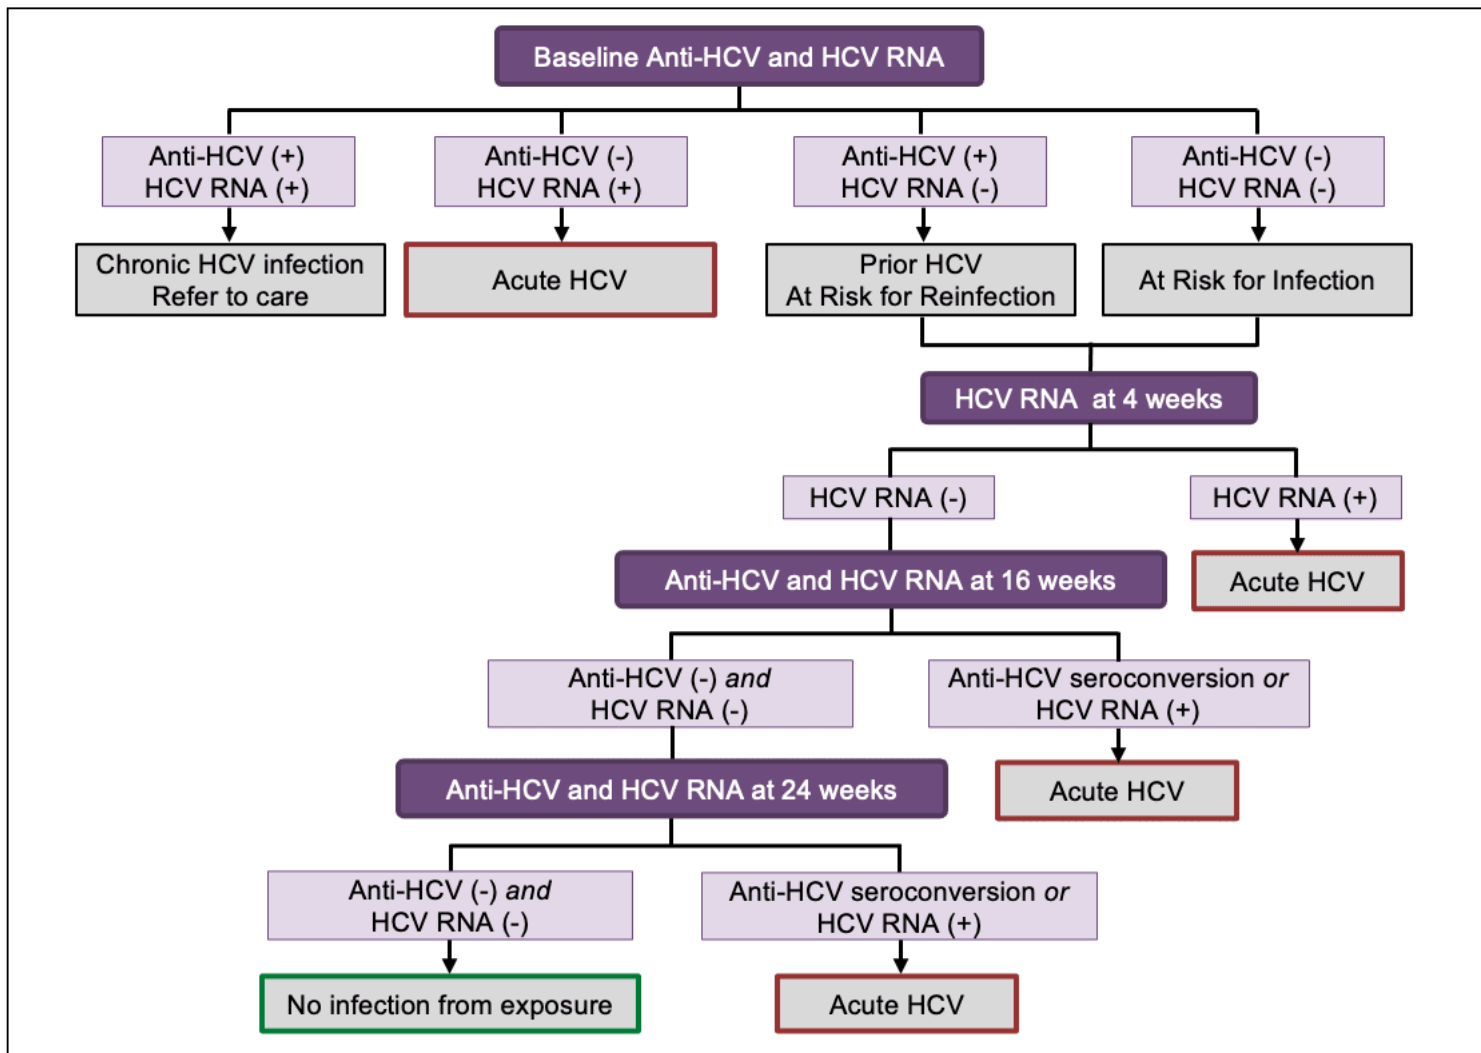 Baseline Anti-HCV and HCV RNA
Anti-HCV (+)
HCV RNA (+)
Anti-HCV (-)
HCV RNA (+)
Anti-HCV (+)
HCV RNA (-)
Anti-HCV (-)
HCV RNA (-)
Chronic HCV infection
Refer to care
Acute HCV
Prior HCV
At Risk for Reinfection
At Risk for Infection
HCV RNA at 4 weeks
HCV RNA (-)
HCV RNA (+)
Anti-HCV and HCV RNA at 16 weeks
Acute HCV
Anti-HCV (-) and
HCV RNA (-)
Anti-HCV seroconversion or
HCV RNA (+)
Anti-HCV and HCV RNA at 24 weeks
Acute HCV
Anti-HCV (-) and
HCV RNA (-)
Anti-HCV seroconversion or
HCV RNA (+)
No infection from exposure
Acute HCV